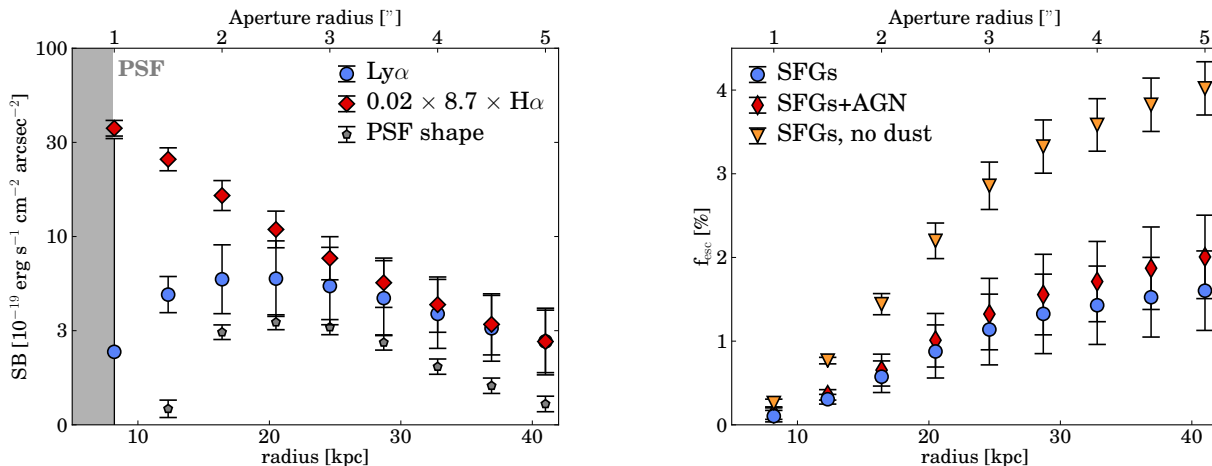 Aperture radius [”]
1 2 3 4 5
100
30
10
3
0
SB [10⁻¹⁹ erg s⁻¹ cm⁻² arcsec⁻²]
PSF
Lyα
0.02 × 8.7 × Hα
PSF shape
10 20 30 40
radius [kpc]
Aperture radius [”]
1 2 3 4 5
4
3
2
1
0
f_esc [%]
SFGs
SFGs+AGN
SFGs, no dust
10 20 30 40
radius [kpc]